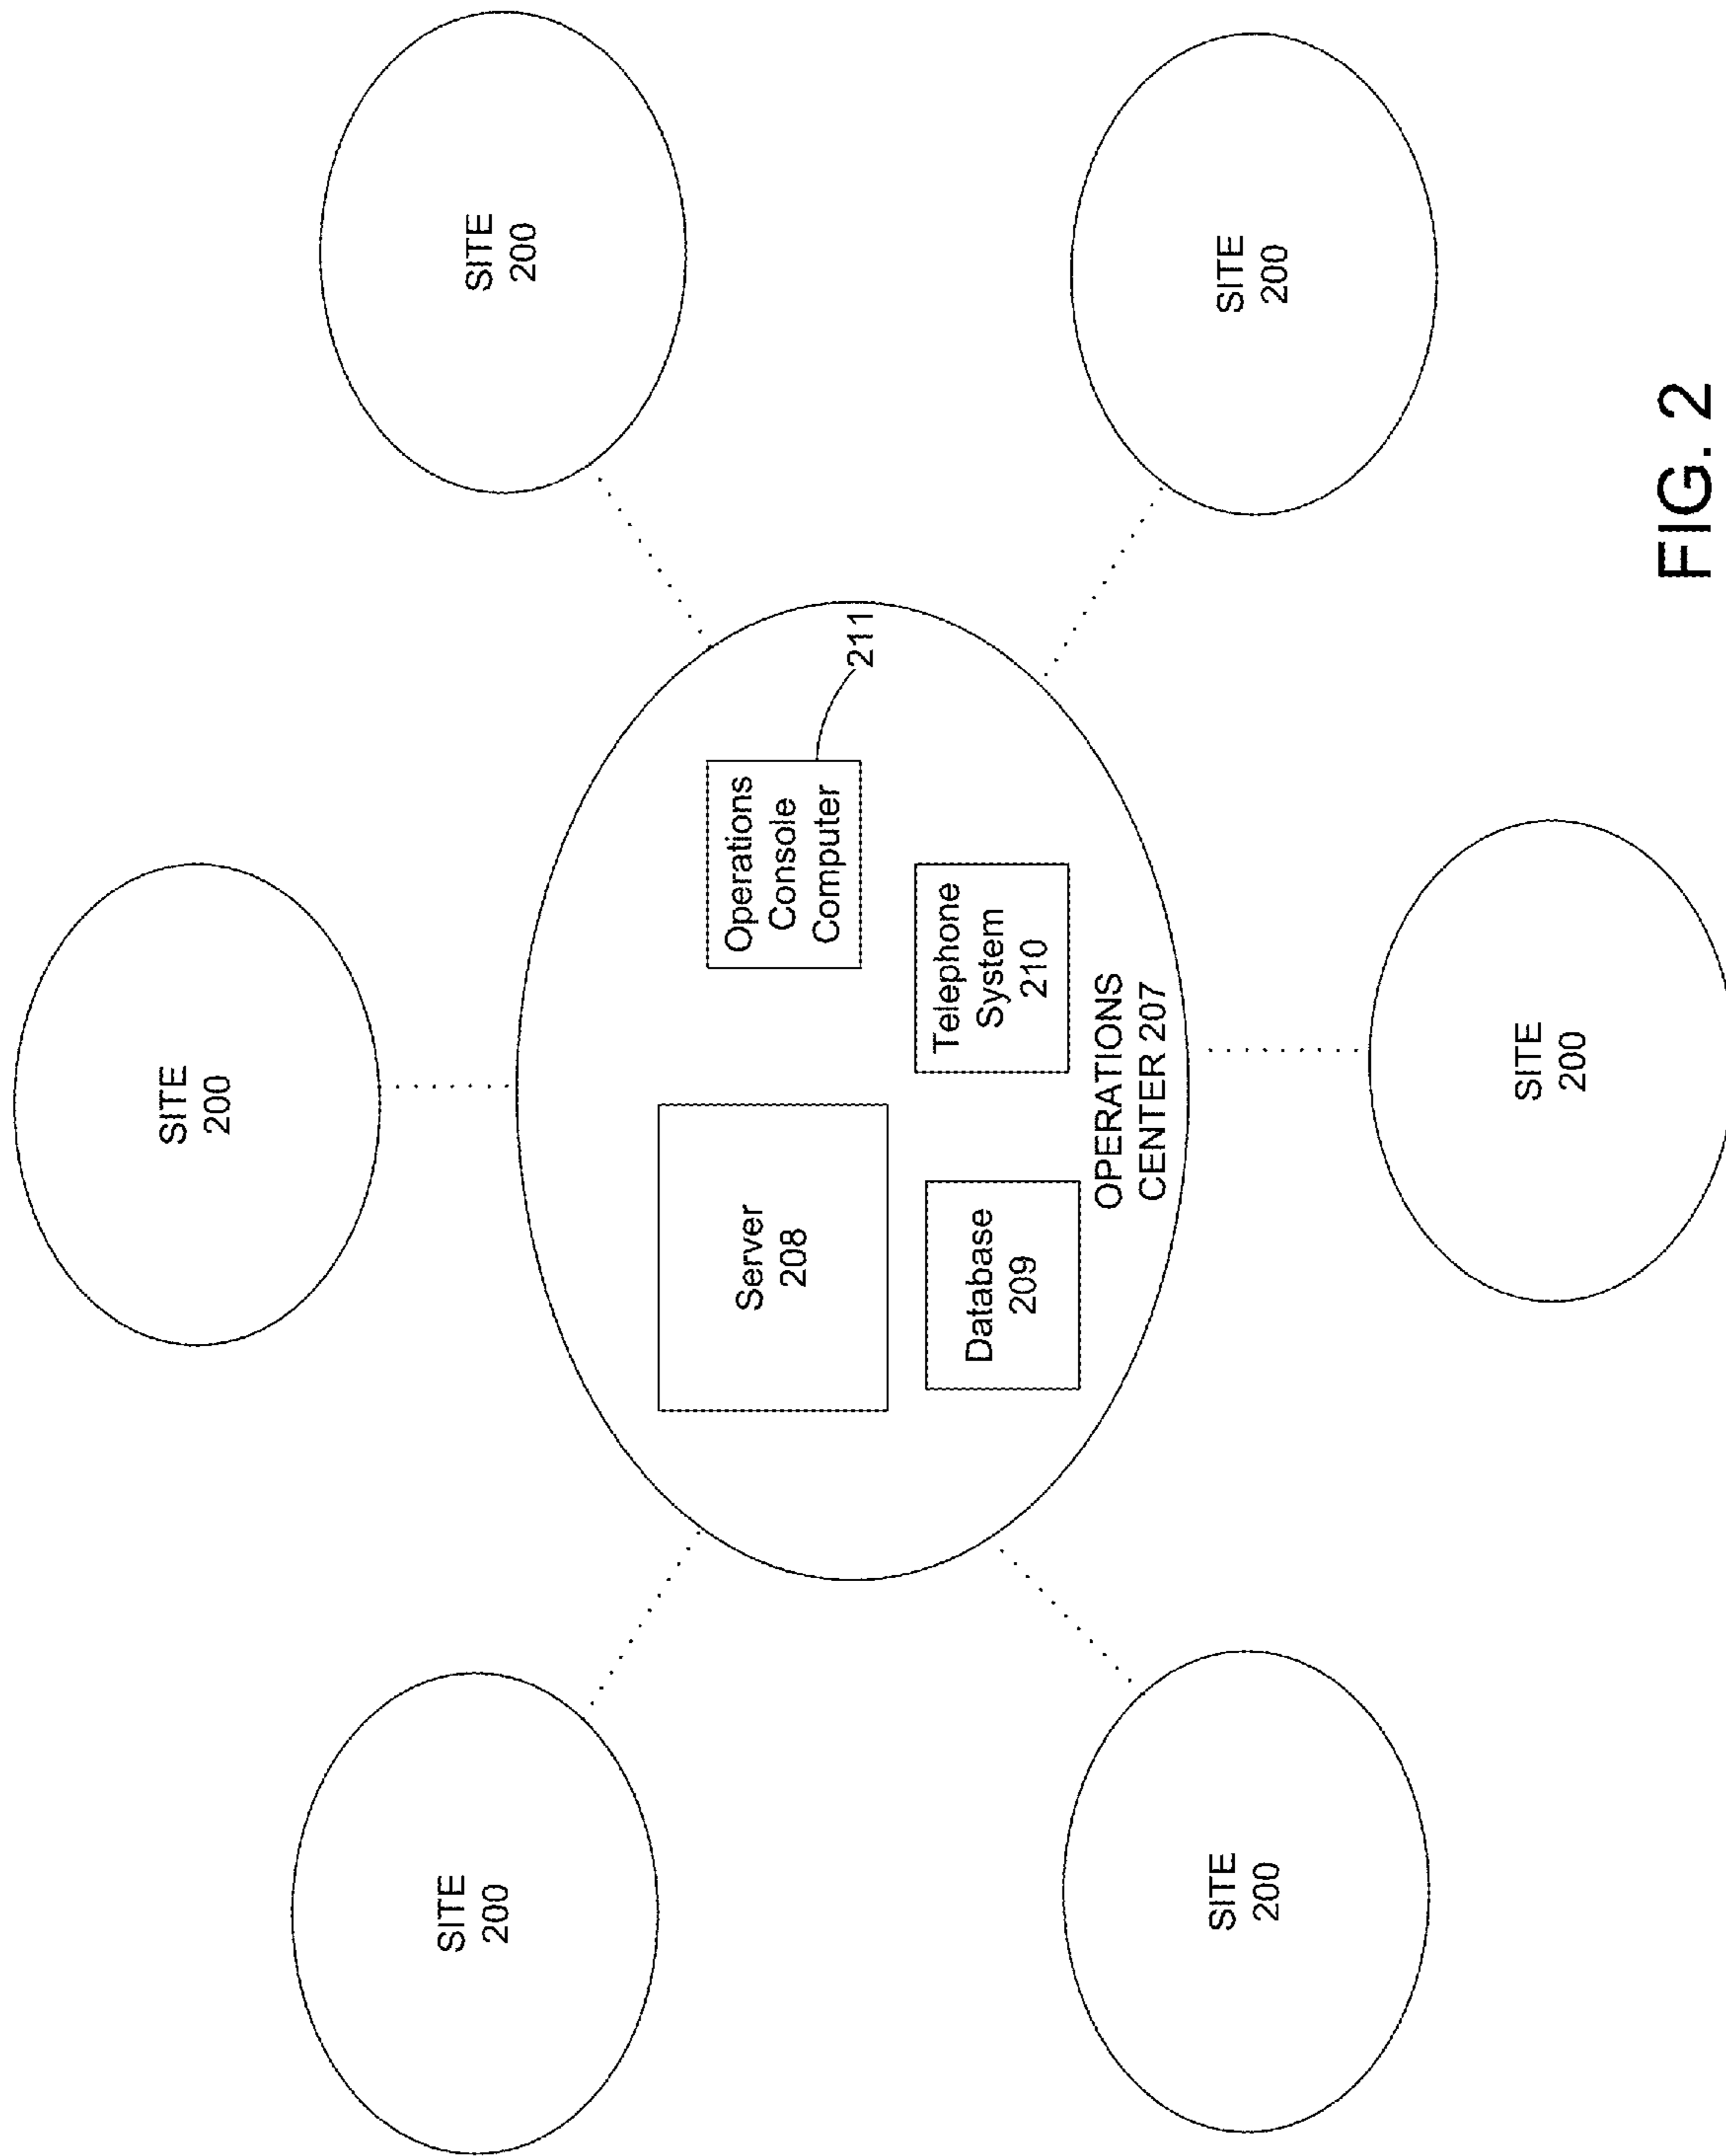 SITE
200
SITE
200
SITE
200
Server
208
Operations
Console
Computer
211
Database
209
Telephone
System
210
OPERATIONS
CENTER 207
SITE
200
SITE
200
SITE
200
FIG. 2